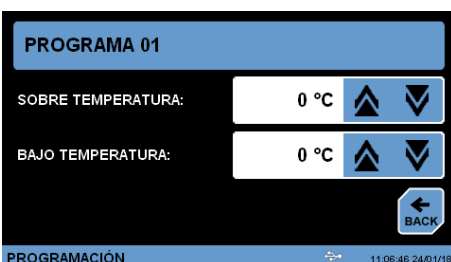 PROGRAMA 01
SOBRE TEMPERATURA: 0 °C
BAJO TEMPERATURA: 0 °C
BACK
PROGRAMACIÓN 11:06:46 24/01/18